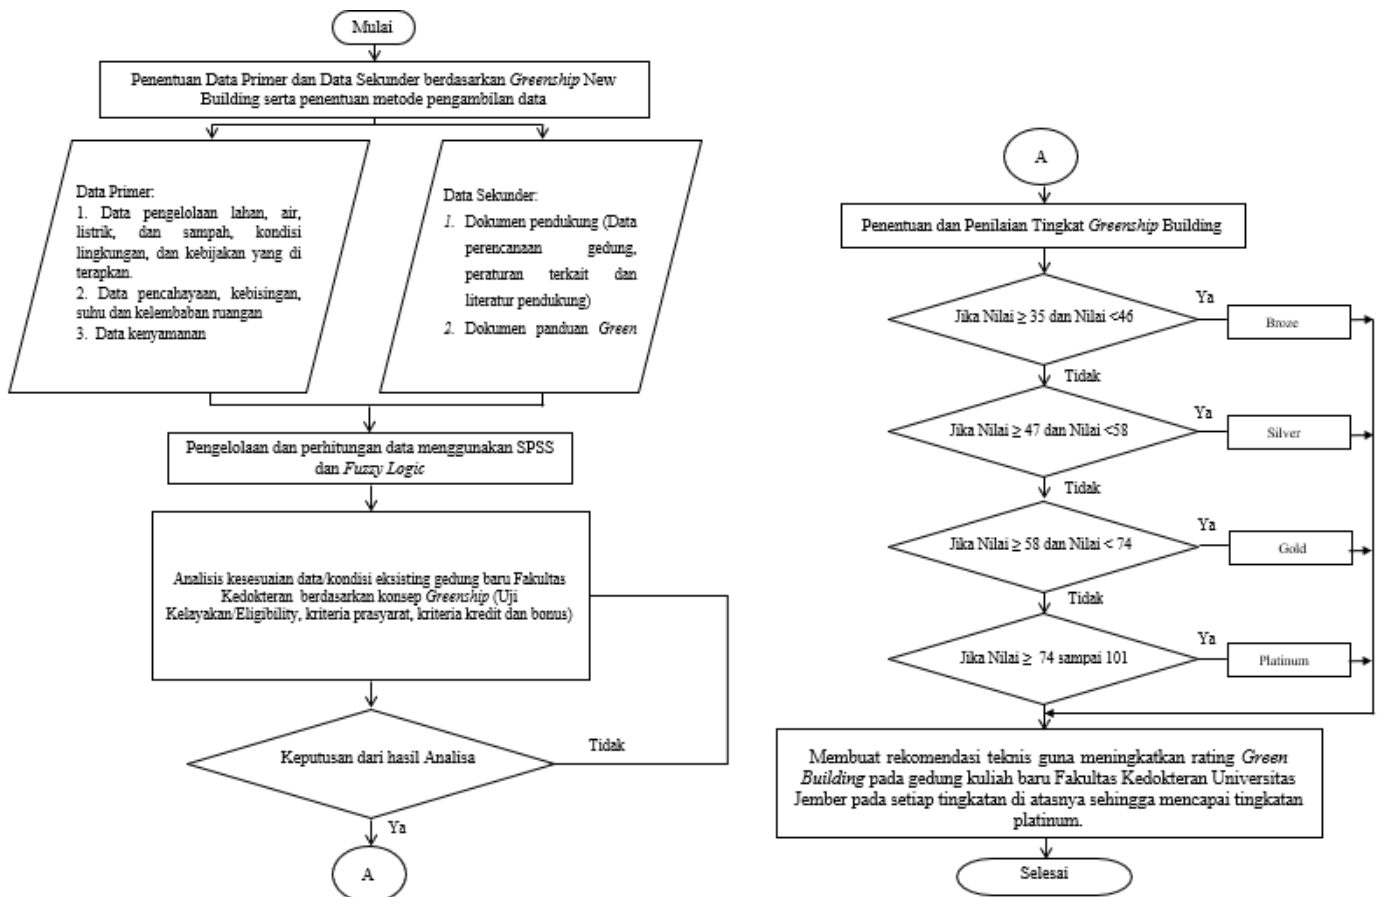 Mulai
Penentuan Data Primer dan Data Sekunder berdasarkan Greenship New
Building serta penentuan metode pengambilan data
Data Primer:
1. Data pengelolaan lahan, air,
listrik, dan sampah, kondisi
lingkungan, dan kebijakan yang di
terapkan.
2. Data pencahayaan, kebisingan,
suhu dan kelembaban ruangan
3. Data kenyamanan
Data Sekunder:
1. Dokumen pendukung (Data
perencanaan gedung,
peraturan terkait dan
literatur pendukung)
2. Dokumen panduan Green
Pengelolaan dan perhitungan data menggunakan SPSS
dan Fuzzy Logic
Analisis kesesuaian data/kondisi eksisting gedung baru Fakultas
Kedokteran berdasarkan konsep Greenship (Uji
Kelayakan/Eligibility, kriteria prasyarat, kriteria kredit dan bonus)
Keputusan dari hasil Analisa
Tidak
Ya
A
A
Penentuan dan Penilaian Tingkat Greenship Building
Jika Nilai ≥ 35 dan Nilai <46
Ya
Broze
Tidak
Jika Nilai ≥ 47 dan Nilai <58
Ya
Silver
Tidak
Jika Nilai ≥ 58 dan Nilai < 74
Ya
Gold
Tidak
Jika Nilai ≥ 74 sampai 101
Ya
Platinum
Membuat rekomendasi teknis guna meningkatkan rating Green
Building pada gedung kuliah baru Fakultas Kedokteran Universitas
Jember pada setiap tingkatan di atasnya sehingga mencapai tingkatan
platinum.
Selesai